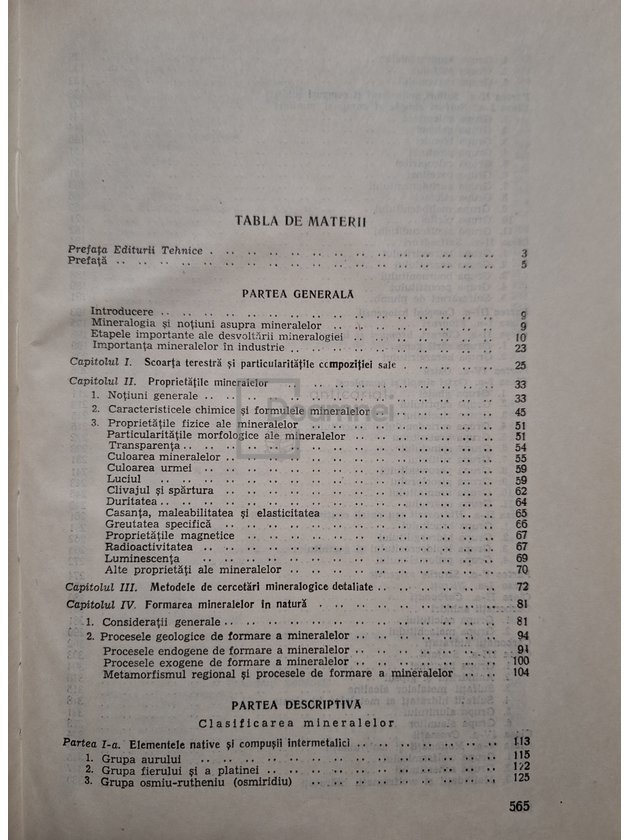 TABLA DE MATERII
Prefața Editurii Tehnice . . . . . . . . . . . . 3
Prefață . . . . . . . . . . . . 5
PARTEA GENERALĂ
Introducere . . . . . . . . . . . . 9
Mineralogia și noțiuni asupra mineralelor . . . . . . . . 9
Etapele importante ale desvoltării mineralogiei . . . . . . . . 10
Importanța mineralelor în industrie . . . . . . . . 23
Capitolul I. Scoarța terestră și particularitățile compoziției sale . . . . 25
Capitolul II. Proprietățile mineralelor . . . . . . . . 33
1. Noțiuni generale . . . . . . . . . . 33
2. Caracteristicele chimice și formulele mineralelor . . . . 45
3. Proprietățile fizice ale mineralelor . . . . . . . . 51
Particularitățile morfologice ale mineralelor . . . . . . 51
Transparența . . . . . . . . . . 54
Culoarea mineralelor . . . . . . . . . . 55
Culoarea urmei . . . . . . . . . . 59
Luciul . . . . . . . . . . 59
Clivajul și spărtura . . . . . . . . . . 62
Duritatea . . . . . . . . . . 64
Casanța, maleabilitatea și elasticitatea . . . . . . 65
Greutatea specifică . . . . . . . . . . 66
Proprietățile magnetice . . . . . . . . . . 67
Radioactivitatea . . . . . . . . . . 67
Luminescența . . . . . . . . . . 69
Alte proprietăți ale mineralelor . . . . . . . . 70
Capitolul III. Metodele de cercetări mineralogice detaliate . . . . 72
Capitolul IV. Formarea mineralelor în natură . . . . . . 81
1. Considerații generale . . . . . . . . . . 81
2. Procesele geologice de formare a mineralelor . . . . . . 94
Procesele endogene de formare a mineralelor . . . . . . 94
Procesele exogene de formare a mineralelor . . . . . . 100
Metamorfismul regional și procesele de formare a mineralelor . . 104
PARTEA DESCRIPTIVĂ
Clasificarea mineralelor
Partea I-a. Elementele native și compușii intermetalici . . . . . . 113
1. Grupa aurului . . . . . . . . . . 115
2. Grupa fierului și a platinei . . . . . . . . 122
3. Grupa osmiu-rutheniu (osmiridiu) . . . . . . 125
565